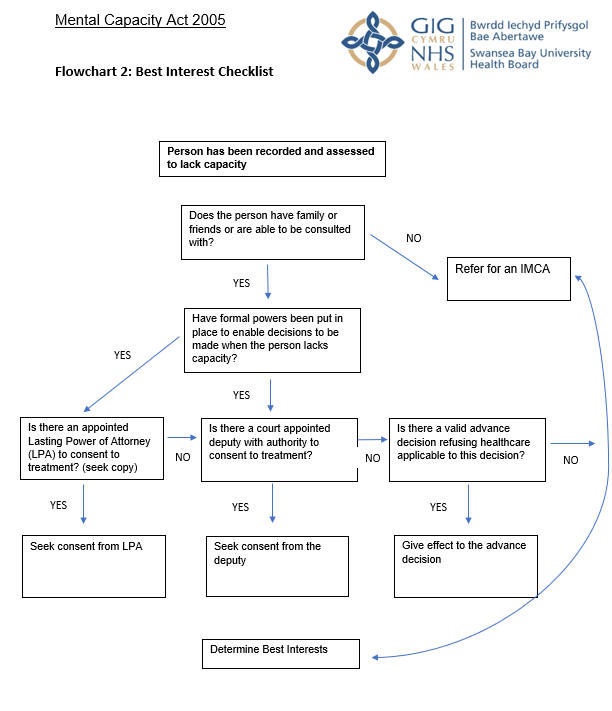 Mental Capacity Act 2005
GIG
CYMRU
NHS
WALES
Bwrdd Iechyd Prifysgol
Bae Abertawe
Swansea Bay University
Health Board
Flowchart 2: Best Interest Checklist
Person has been recorded and assessed
to lack capacity
Does the person have family or
friends or are able to be consulted
with?
NO
Refer for an IMCA
YES
Have formal powers been put in
place to enable decisions to be
made when the person lacks
capacity?
YES
YES
Is there an appointed
Lasting Power of Attorney
(LPA) to consent to
treatment? (seek copy)
NO
Is there a court appointed
deputy with authority to
consent to treatment?
NO
Is there a valid advance
decision refusing healthcare
applicable to this decision?
NO
YES
YES
YES
Seek consent from LPA
Seek consent from the
deputy
Give effect to the advance
decision
Determine Best Interests